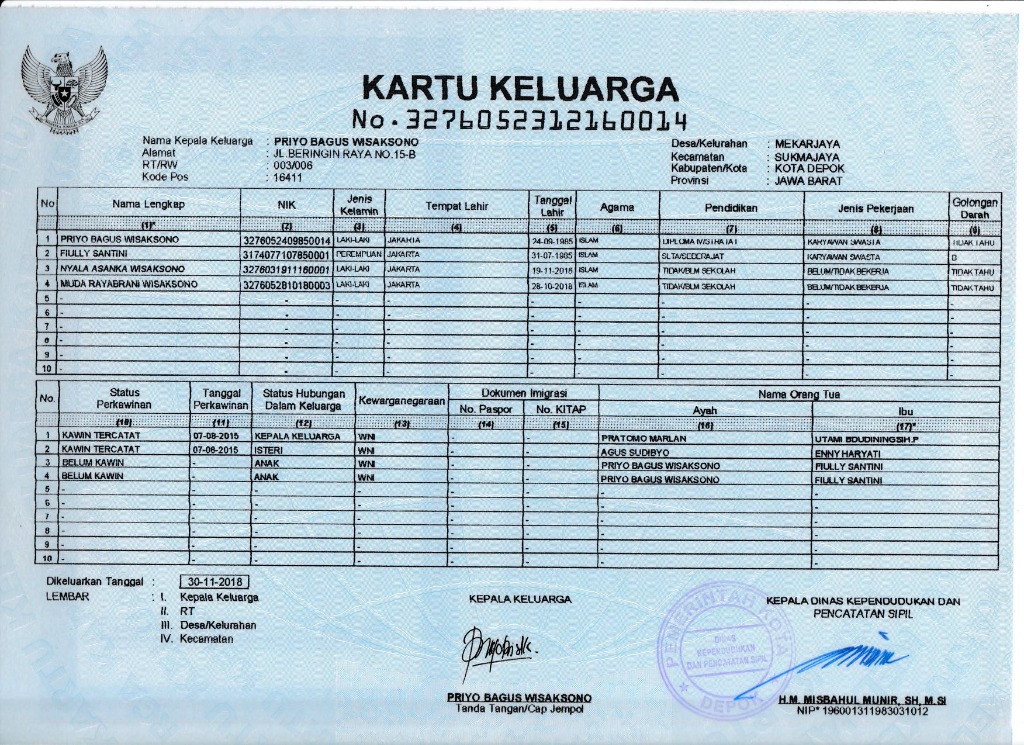 KARTU KELUARGA
No. 3276052312160014
Nama Kepala Keluarga : PRIYO BAGUS WISAKSONO
Alamat : JL.BERINGIN RAYA NO.15-B
RT/RW : 003/006
Kode Pos : 16411
Desa/Kelurahan : MEKARJAYA
Kecamatan : SUKMAJAYA
Kabupaten/Kota : KOTA DEPOK
Provinsi : JAWA BARAT
No Nama Lengkap NIK Jenis Kelamin Tempat Lahir Tanggal Lahir Agama Pendidikan Jenis Pekerjaan Golongan Darah
(1)* (2) (3) (4) (5) (6) (7) (8) (9)
1 PRIYO BAGUS WISAKSONO 3276052409850014 LAKI-LAKI JAKARTA 24-09-1985 ISLAM DIPLOMA IV/STRATA I KARYAWAN SWASTA TIDAK TAHU
2 FIULLY SANTINI 3174077107850001 PEREMPUAN JAKARTA 31-07-1985 ISLAM SLTA/SEDERAJAT KARYAWAN SWASTA B
3 NYALA ASANKA WISAKSONO 3276031911160001 LAKI-LAKI JAKARTA 19-11-2016 ISLAM TIDAK/BLM SEKOLAH BELUM/TIDAK BEKERJA TIDAK TAHU
4 MUDA RAYABRANI WISAKSONO 3276052810180003 LAKI-LAKI JAKARTA 28-10-2018 ISLAM TIDAK/BLM SEKOLAH BELUM/TIDAK BEKERJA TIDAK TAHU
5 - - - - - - - - -
6 - - - - - - - - -
7 - - - - - - - - -
8 - - - - - - - - -
9 - - - - - - - - -
10 - - - - - - - - -
No. Status Perkawinan Tanggal Perkawinan Status Hubungan Dalam Keluarga Kewarganegaraan Dokumen Imigrasi Nama Orang Tua
No. Paspor No. KITAP Ayah Ibu
(10) (11) (12) (13) (14) (15) (16) (17)*
1 KAWIN TERCATAT 07-06-2015 KEPALA KELUARGA WNI - - PRATOMO MARLAN UTAMI BOUDININGSIH.P
2 KAWIN TERCATAT 07-06-2015 ISTERI WNI - - AGUS SUDIBYO ENNY HARYATI
3 BELUM KAWIN - ANAK WNI - - PRIYO BAGUS WISAKSONO FIULLY SANTINI
4 BELUM KAWIN - ANAK WNI - - PRIYO BAGUS WISAKSONO FIULLY SANTINI
5 - - - - - - - -
6 - - - - - - - -
7 - - - - - - - -
8 - - - - - - - -
9 - - - - - - - -
10 - - - - - - - -
Dikeluarkan Tanggal : 30-11-2018
LEMBAR : I. Kepala Keluarga
II. RT
III. Desa/Kelurahan
IV. Kecamatan
KEPALA KELUARGA
PRIYO BAGUS WISAKSONO
Tanda Tangan/Cap Jempol
PEMERINTAH KOTA
DINAS
KEPENDUDUKAN
DAN PENCATATAN SIPIL
DEPOK
KEPALA DINAS KEPENDUDUKAN DAN
PENCATATAN SIPIL
H.M. MISBAHUL MUNIR, SH, M.SI
NIP* 196001311983031012